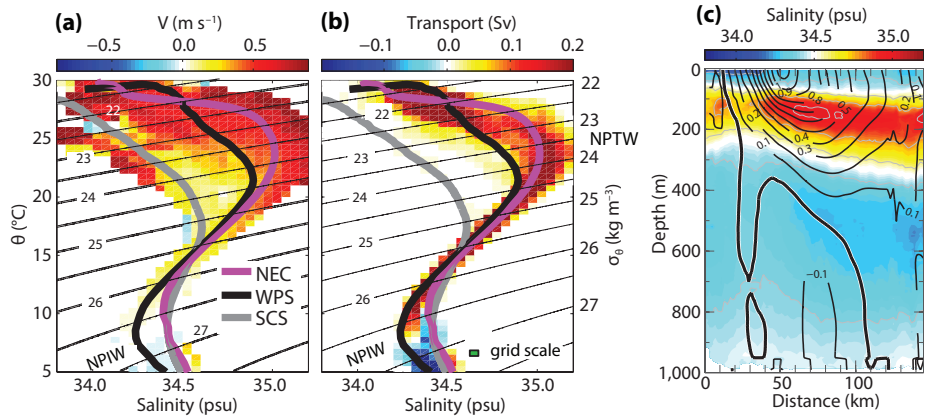 (a)
V (m s⁻¹)
−0.5 0.0 0.5
(b)
Transport (Sv)
−0.1 0.0 0.1 0.2
(c)
Salinity (psu)
34.0 35.0
30
25
20
15
10
5
θ (°C)
22
23
24
25
26
27
NPIW
NEC
WPS
SCS
34.0 34.5 35.0
Salinity (psu)
22
23
24
25
26
27
NPIW
grid scale
34.0 34.5 35.0
Salinity (psu)
22
23
NPTW
24
25
26
27
σθ (kg m⁻³)
0
200
400
600
800
1,000
Depth (m)
0.8
0.4
0.3
0.1
0.2
0.4
0.1
−0.1
0 50 100
Distance (km)